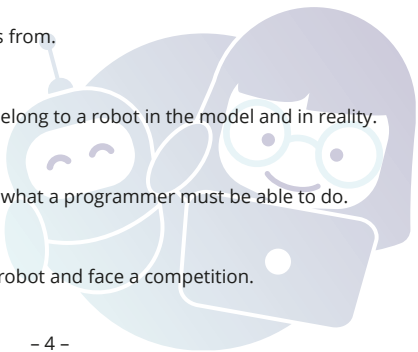 s from.
elong to a robot in the model and in reality.
what a programmer must be able to do.
robot and face a competition.
– 4 –